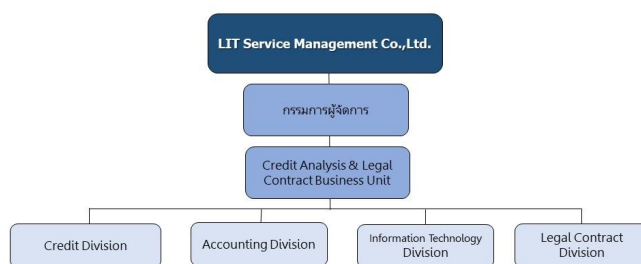 LIT Service Management Co.,Ltd.
กรรมการผู้จัดการ
Credit Analysis & Legal
Contract Business Unit
Credit Division
Accounting Division
Information Technology
Division
Legal Contract
Division